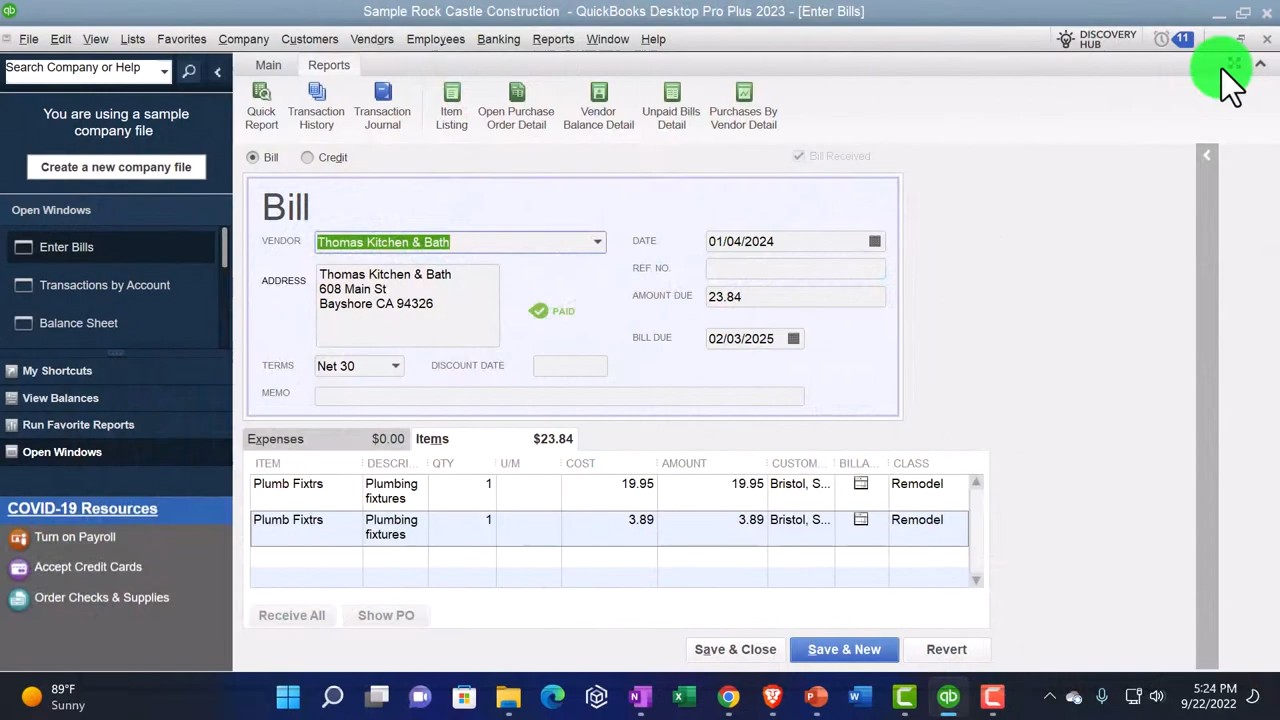 Sample Rock Castle Construction - QuickBooks Desktop Pro Plus 2023 - [Enter Bills]
File Edit View Lists Favorites Company Customers Vendors Employees Banking Reports Window Help
DISCOVERY
HUB
11
Search Company or Help
Main Reports
You are using a sample
company file
Create a new company file
Quick
Report
Transaction
History
Transaction
Journal
Item
Listing
Open Purchase
Order Detail
Vendor
Balance Detail
Unpaid Bills
Detail
Purchases By
Vendor Detail
Open Windows
Enter Bills
Transactions by Account
Balance Sheet
My Shortcuts
View Balances
Run Favorite Reports
Open Windows
COVID-19 Resources
Turn on Payroll
Accept Credit Cards
Order Checks & Supplies
Bill Credit Bill Received
Bill
VENDOR Thomas Kitchen & Bath
DATE 01/04/2024
REF. NO.
ADDRESS
Thomas Kitchen & Bath
608 Main St
Bayshore CA 94326
AMOUNT DUE 23.84
PAID
BILL DUE 02/03/2025
TERMS Net 30 DISCOUNT DATE
MEMO
Expenses $0.00 Items $23.84
ITEM DESCRI... QTY U/M COST AMOUNT CUSTOM... BILLA... CLASS
Plumb Fixtrs Plumbing fixtures 1 19.95 19.95 Bristol, S... Remodel
Plumb Fixtrs Plumbing fixtures 1 3.89 3.89 Bristol, S... Remodel
Receive All Show PO
Save & Close Save & New Revert
89°F
Sunny
5:24 PM
9/22/2022